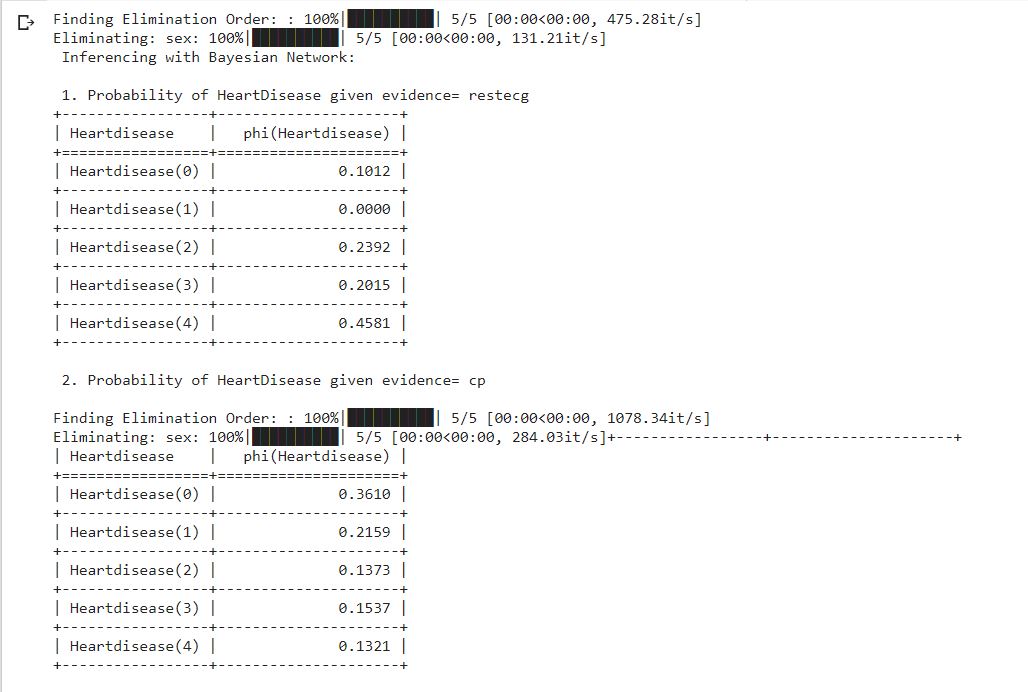 Finding Elimination Order: : 100%|██████████| 5/5 [00:00<00:00, 475.28it/s]
Eliminating: sex: 100%|██████████| 5/5 [00:00<00:00, 131.21it/s]
 Inferencing with Bayesian Network:

 1. Probability of HeartDisease given evidence= restecg
+-----------------+---------------------+
| Heartdisease    |   phi(Heartdisease) |
+=================+=====================+
| Heartdisease(0) |              0.1012 |
+-----------------+---------------------+
| Heartdisease(1) |              0.0000 |
+-----------------+---------------------+
| Heartdisease(2) |              0.2392 |
+-----------------+---------------------+
| Heartdisease(3) |              0.2015 |
+-----------------+---------------------+
| Heartdisease(4) |              0.4581 |
+-----------------+---------------------+

 2. Probability of HeartDisease given evidence= cp

Finding Elimination Order: : 100%|██████████| 5/5 [00:00<00:00, 1078.34it/s]
Eliminating: sex: 100%|██████████| 5/5 [00:00<00:00, 284.03it/s]+-----------------+---------------------+
| Heartdisease    |   phi(Heartdisease) |
+=================+=====================+
| Heartdisease(0) |              0.3610 |
+-----------------+---------------------+
| Heartdisease(1) |              0.2159 |
+-----------------+---------------------+
| Heartdisease(2) |              0.1373 |
+-----------------+---------------------+
| Heartdisease(3) |              0.1537 |
+-----------------+---------------------+
| Heartdisease(4) |              0.1321 |
+-----------------+---------------------+